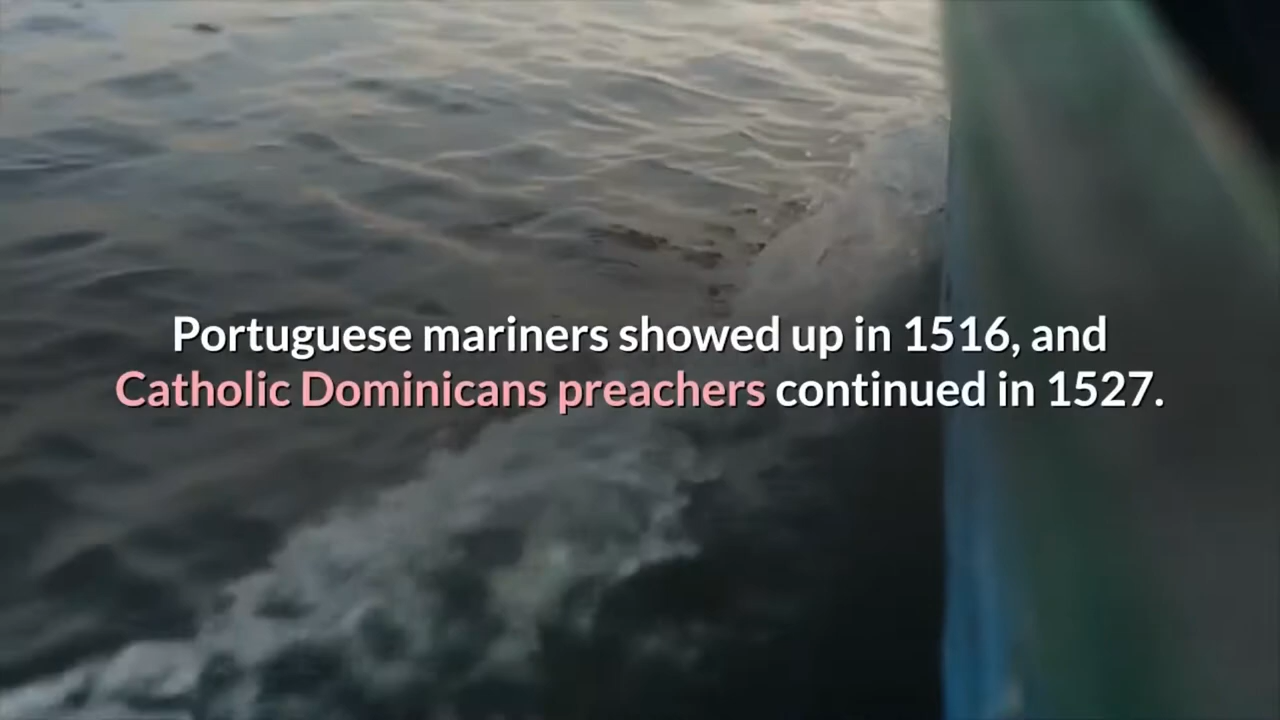 Portuguese mariners showed up in 1516, and
Catholic Dominicans preachers continued in 1527.